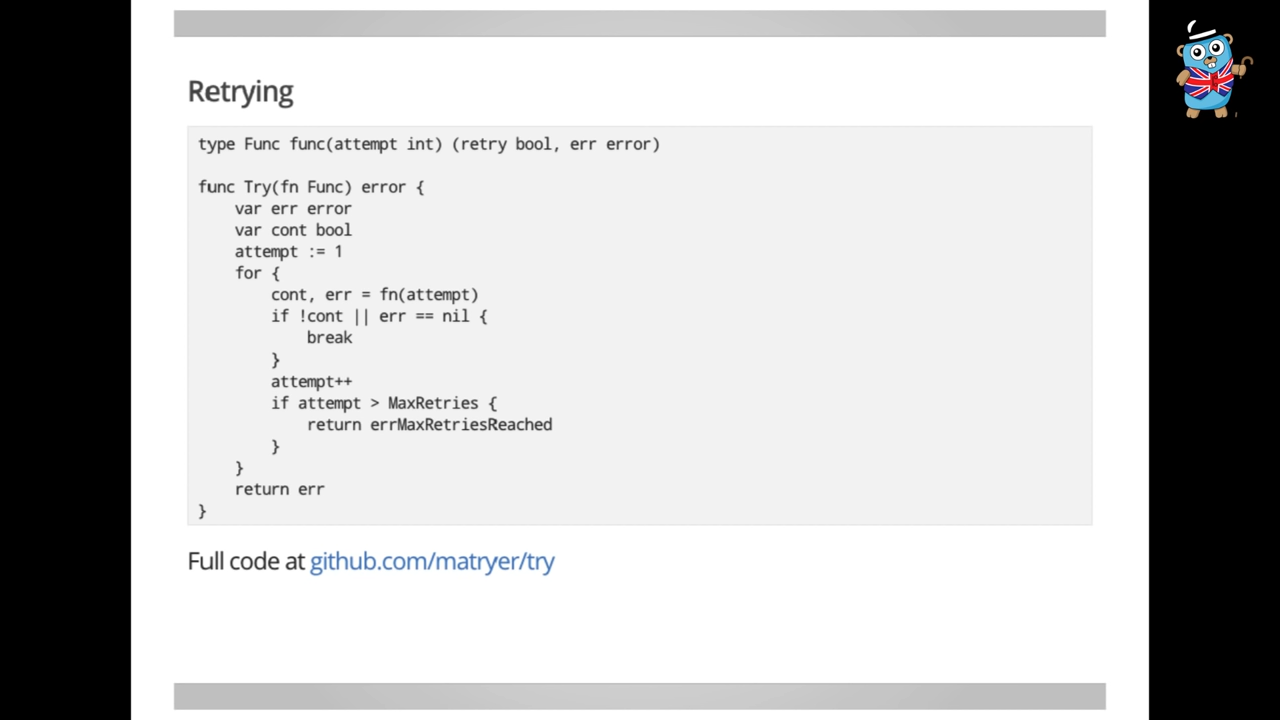 Retrying
type Func func(attempt int) (retry bool, err error)
func Try(fn Func) error {
    var err error
    var cont bool
    attempt := 1
    for {
        cont, err = fn(attempt)
        if !cont || err == nil {
            break
        }
        attempt++
        if attempt > MaxRetries {
            return errMaxRetriesReached
        }
    }
    return err
}
Full code at github.com/matryer/try